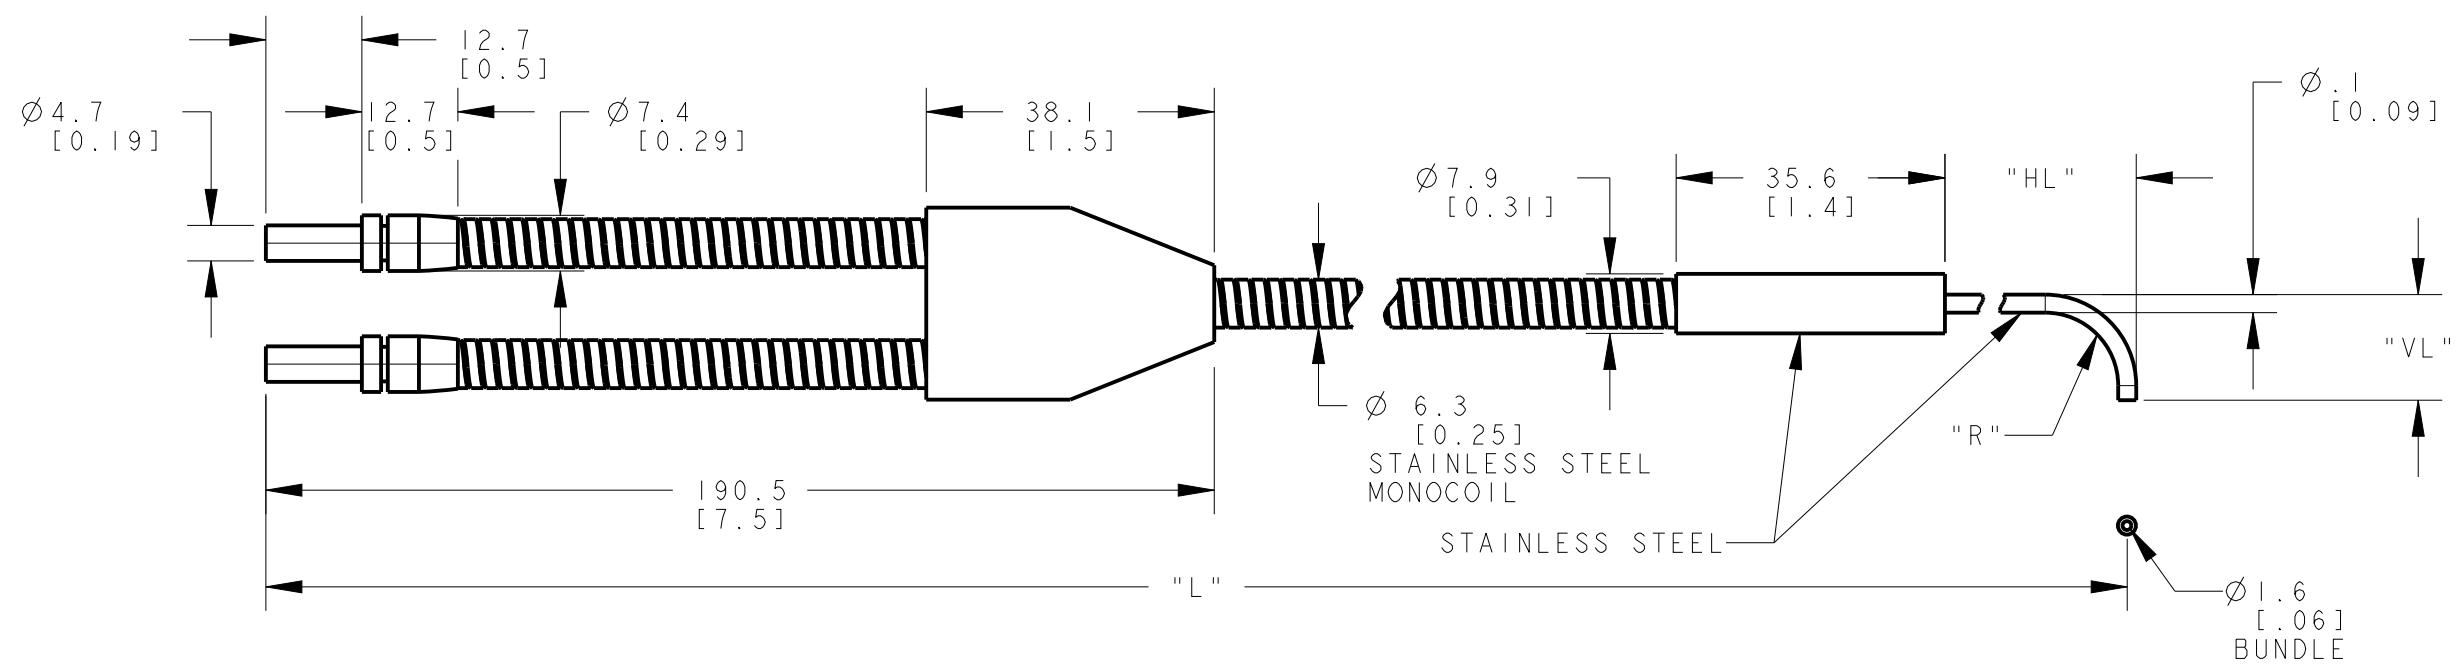 12.7
[0.5]
Ø.1
[0.09]
Ø4.7
[0.19]
12.7
[0.5]
Ø7.4
[0.29]
38.1
[1.5]
Ø7.9
[0.31]
35.6
[1.4]
"HL"
"VL"
Ø 6.3
[0.25]
STAINLESS STEEL
MONOCOIL
"R"
190.5
[7.5]
STAINLESS STEEL
"L"
Ø1.6
[.06]
BUNDLE